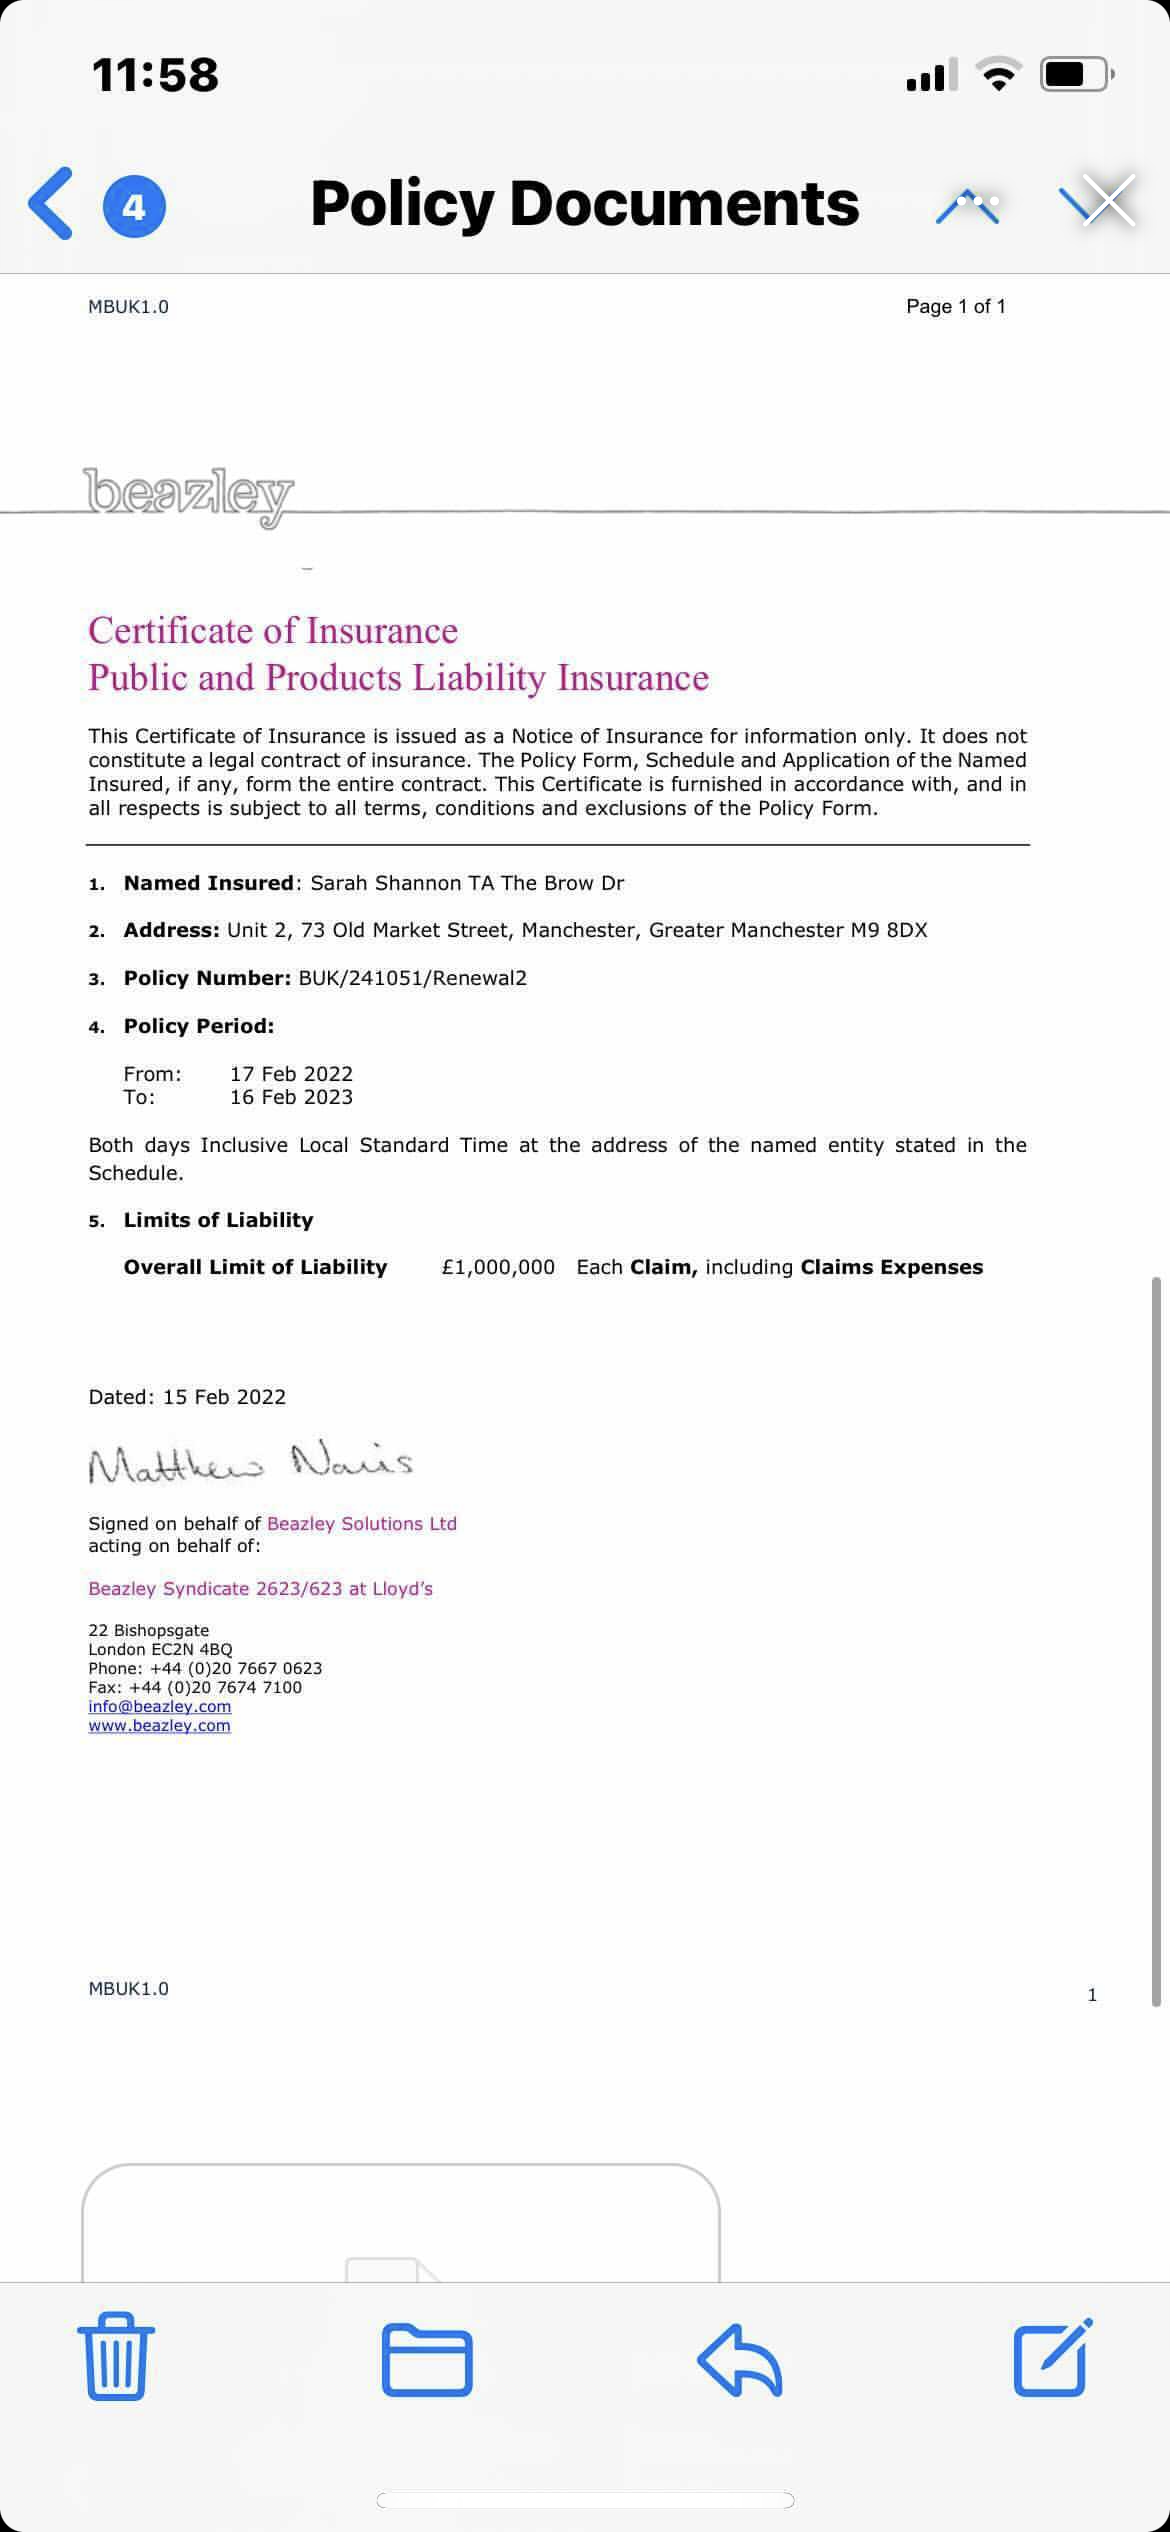 11:58
4
Policy Documents
MBUK1.0 Page 1 of 1
beazley
Certificate of Insurance
Public and Products Liability Insurance
This Certificate of Insurance is issued as a Notice of Insurance for information only. It does not
constitute a legal contract of insurance. The Policy Form, Schedule and Application of the Named
Insured, if any, form the entire contract. This Certificate is furnished in accordance with, and in
all respects is subject to all terms, conditions and exclusions of the Policy Form.
1. Named Insured: Sarah Shannon TA The Brow Dr
2. Address: Unit 2, 73 Old Market Street, Manchester, Greater Manchester M9 8DX
3. Policy Number: BUK/241051/Renewal2
4. Policy Period:
From: 17 Feb 2022
To: 16 Feb 2023
Both days Inclusive Local Standard Time at the address of the named entity stated in the
Schedule.
5. Limits of Liability
Overall Limit of Liability £1,000,000 Each Claim, including Claims Expenses
Dated: 15 Feb 2022
Matthew Norris
Signed on behalf of Beazley Solutions Ltd
acting on behalf of:
Beazley Syndicate 2623/623 at Lloyd's
22 Bishopsgate
London EC2N 4BQ
Phone: +44 (0)20 7667 0623
Fax: +44 (0)20 7674 7100
info@beazley.com
www.beazley.com
MBUK1.0
1